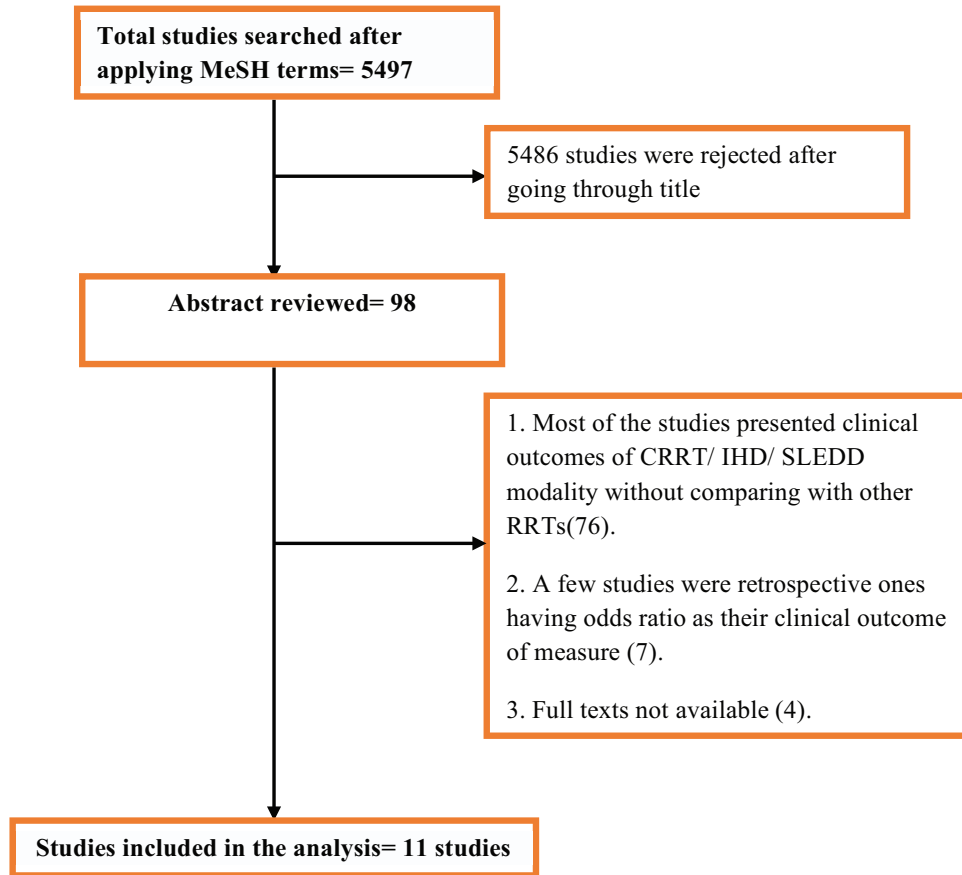 Total studies searched after
applying MeSH terms= 5497
5486 studies were rejected after
going through title
Abstract reviewed= 98
1. Most of the studies presented clinical
outcomes of CRRT/ IHD/ SLEDD
modality without comparing with other
RRTs(76).
2. A few studies were retrospective ones
having odds ratio as their clinical outcome
of measure (7).
3. Full texts not available (4).
Studies included in the analysis= 11 studies